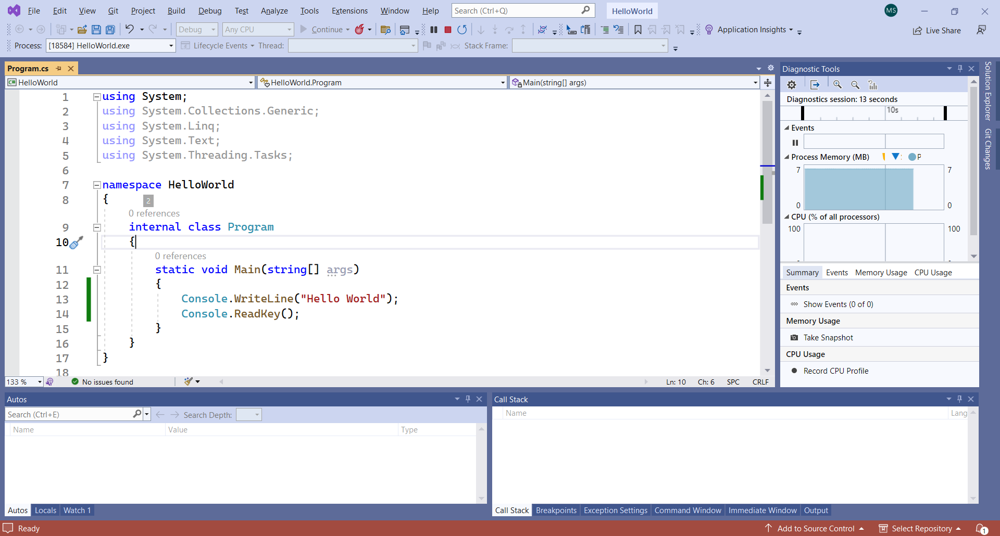 File Edit View Git Project Build Debug Test Analyze Tools Extensions Window Help Search (Ctrl+Q) HelloWorld MS
Debug Any CPU Continue Application Insights Live Share
Process: [18584] HelloWorld.exe Lifecycle Events Thread: Stack Frame:
Program.cs
C# HelloWorld HelloWorld.Program Main(string[] args)
1 using System;
2 using System.Collections.Generic;
3 using System.Linq;
4 using System.Text;
5 using System.Threading.Tasks;
6
7 namespace HelloWorld
8 {
2
0 references
9 internal class Program
10 {
0 references
11 static void Main(string[] args)
12 {
13 Console.WriteLine("Hello World");
14 Console.ReadKey();
15 }
16 }
17 }
18
133 % No issues found Ln: 10 Ch: 6 SPC CRLF
Diagnostic Tools
Diagnostics session: 13 seconds
10s
Events
Process Memory (MB) P
7 7
0 0
CPU (% of all processors)
100 100
Summary Events Memory Usage CPU Usage
Events
Show Events (0 of 0)
Memory Usage
Take Snapshot
CPU Usage
Record CPU Profile
Solution Explorer
Git Changes
Autos
Search (Ctrl+E) Search Depth:
Name Value Type
Autos Locals Watch 1
Call Stack
Name Lang
Call Stack Breakpoints Exception Settings Command Window Immediate Window Output
Ready Add to Source Control Select Repository 1